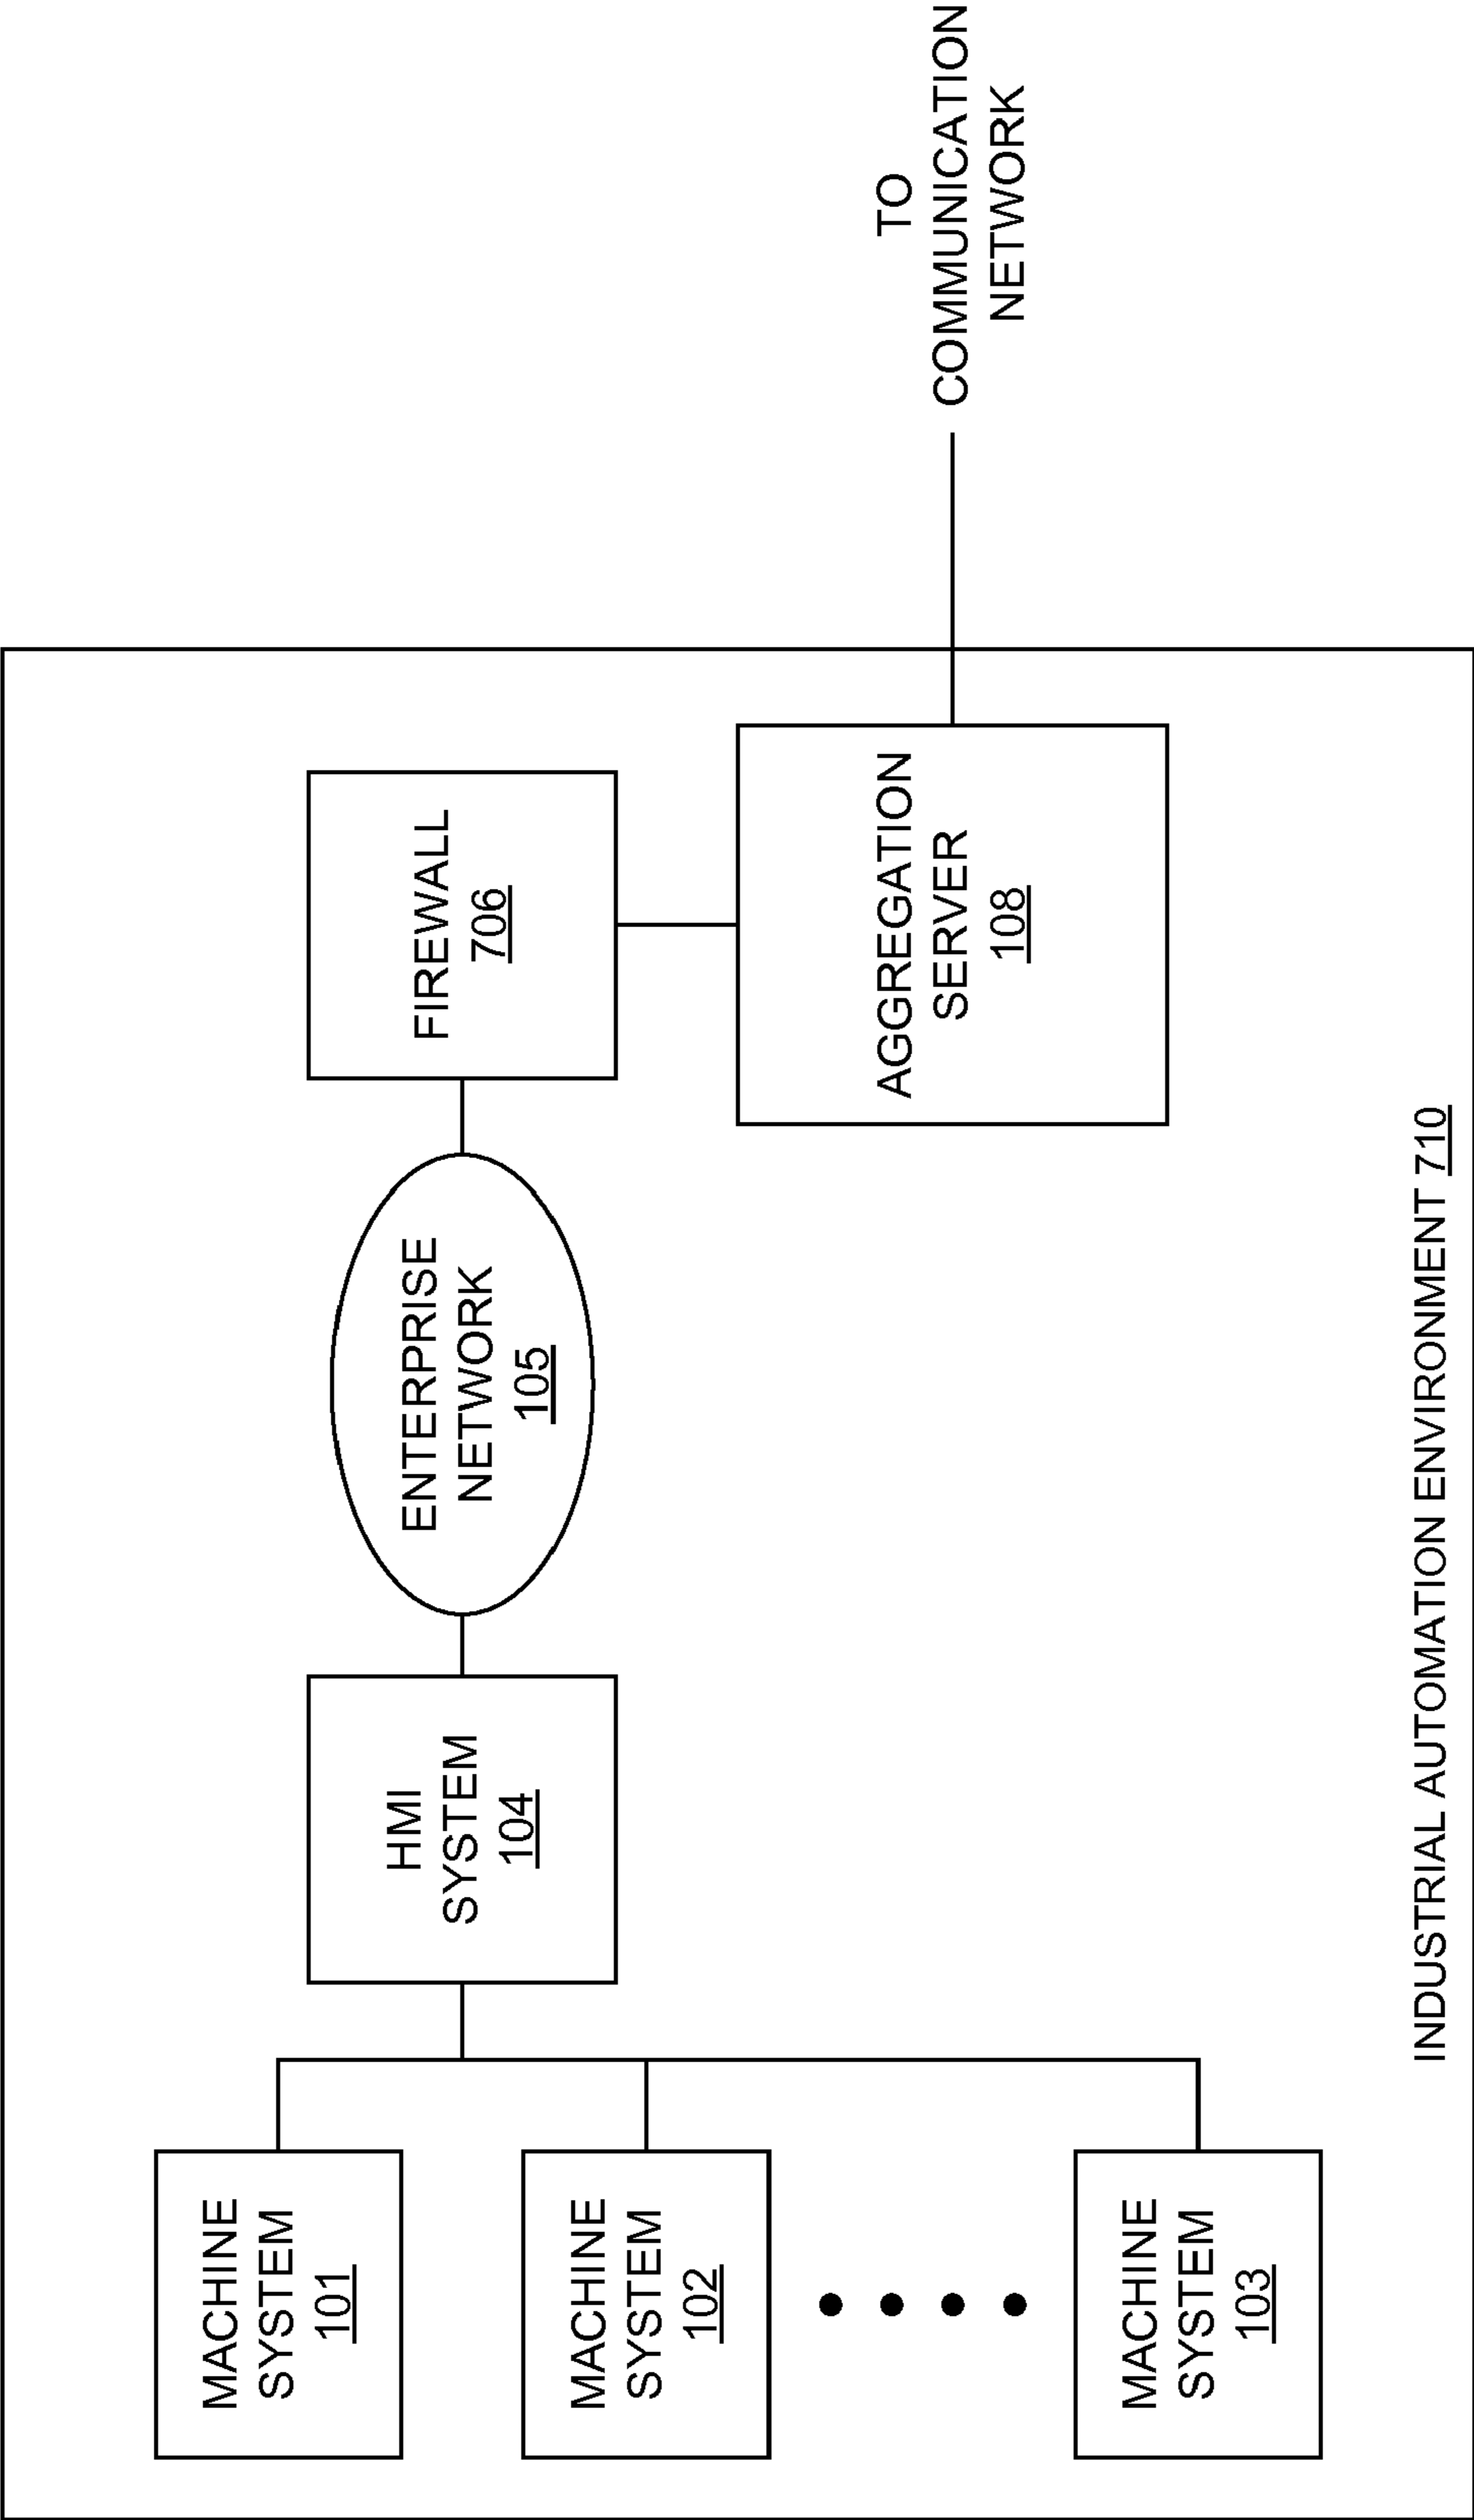 MACHINE
SYSTEM
101
MACHINE
SYSTEM
102
MACHINE
SYSTEM
103
HMI
SYSTEM
104
ENTERPRISE
NETWORK
105
FIREWALL
706
AGGREGATION
SERVER
108
TO
COMMUNICATION
NETWORK
INDUSTRIAL AUTOMATION ENVIRONMENT 710